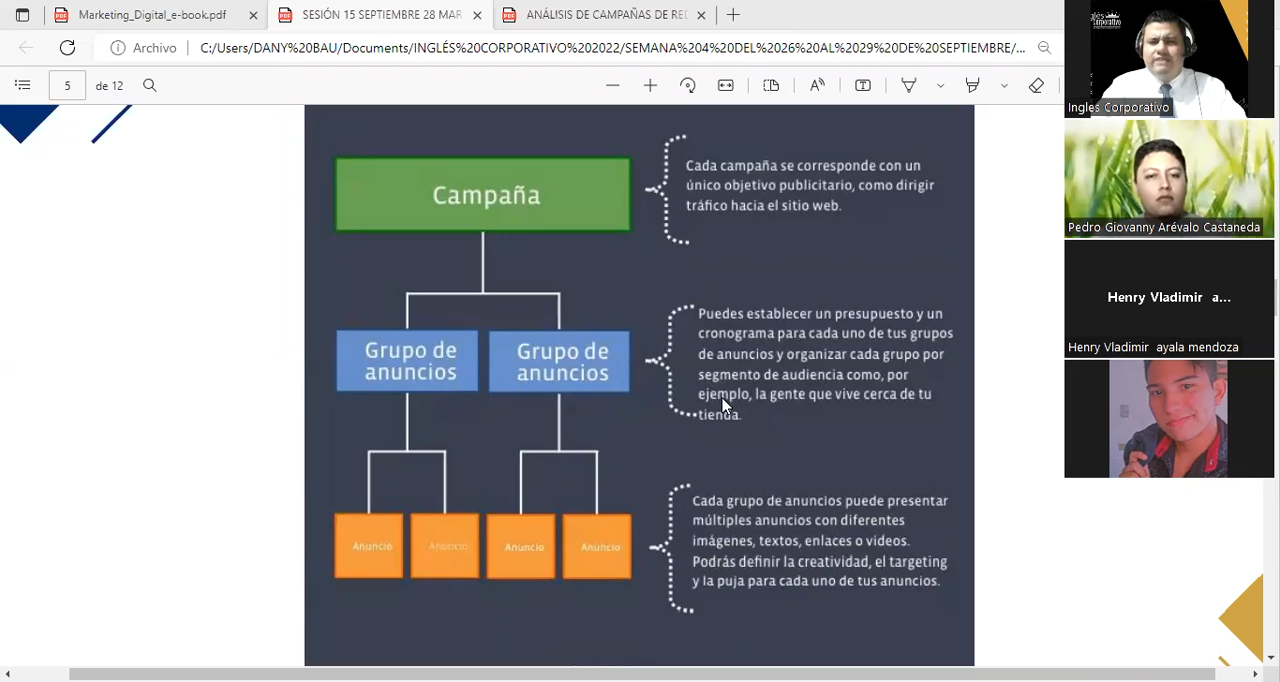 Marketing_Digital_e-book.pdf
SESIÓN 15 SEPTIEMBRE 28 MAR
ANÁLISIS DE CAMPAÑAS DE RED
Archivo
C:/Users/DANY%20BAU/Documents/INGLÉS%20CORPORATIVO%202022/SEMANA%204%20DEL%2026%20AL%2029%20DE%20SEPTIEMBRE/...
5
de 12
Campaña
Cada campaña se corresponde con un
único objetivo publicitario, como dirigir
tráfico hacia el sitio web.
Grupo de
anuncios
Grupo de
anuncios
Puedes establecer un presupuesto y un
cronograma para cada uno de tus grupos
de anuncios y organizar cada grupo por
segmento de audiencia como, por
ejemplo, la gente que vive cerca de tu
tienda.
Anuncio
Anuncio
Anuncio
Anuncio
Cada grupo de anuncios puede presentar
múltiples anuncios con diferentes
imágenes, textos, enlaces o videos.
Podrás definir la creatividad, el targeting
y la puja para cada uno de tus anuncios.
Ingles Corporativo
Pedro Giovanny Arévalo Castaneda
Henry Vladimir a...
Henry Vladimir ayala mendoza